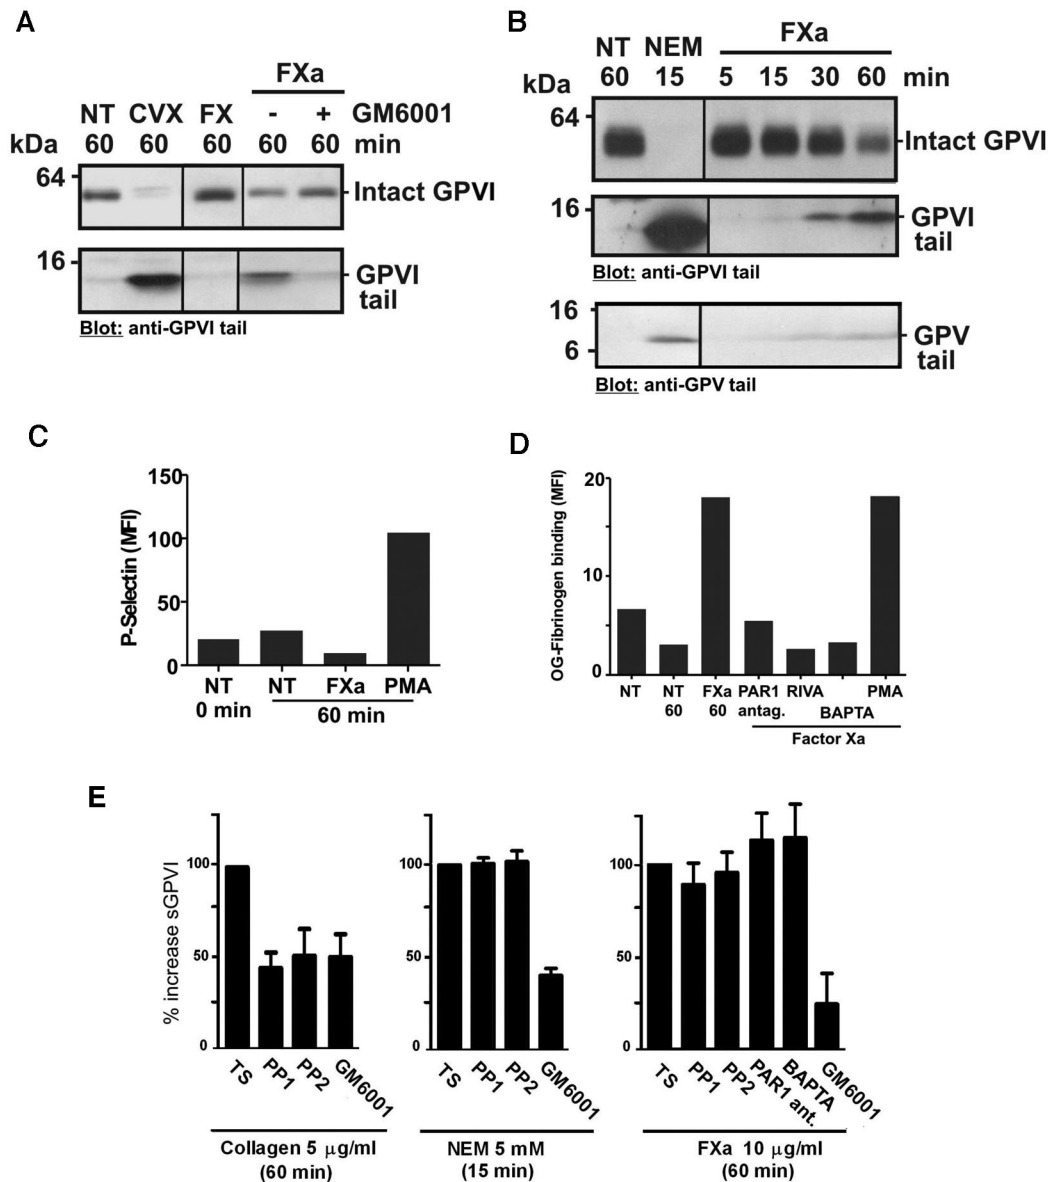 A
FXa
NT CVX FX - + GM6001
kDa 60 60 60 60 60 min
64
Intact GPVI
16
GPVI
tail
Blot: anti-GPVI tail
B
NT NEM FXa
kDa 60 15 5 15 30 60 min
64
Intact GPVI
16
GPVI
tail
Blot: anti-GPVI tail
16
6
GPV
tail
Blot: anti-GPV tail
C
P-Selectin (MFI)
150
100
50
0
NT NT FXa PMA
0 min 60 min
D
OG-Fibrinogen binding (MFI)
20
10
0
NT NT FXa PAR1 RIVA PMA
60 60 antag. BAPTA
Factor Xa
E
% increase sGPVI
100
50
0
TS PP1 PP2 GM6001
Collagen 5 μg/ml
(60 min)
100
50
0
TS PP1 PP2 GM6001
NEM 5 mM
(15 min)
100
50
0
TS PP1 PP2 PAR1 ant. BAPTA GM6001
FXa 10 μg/ml
(60 min)